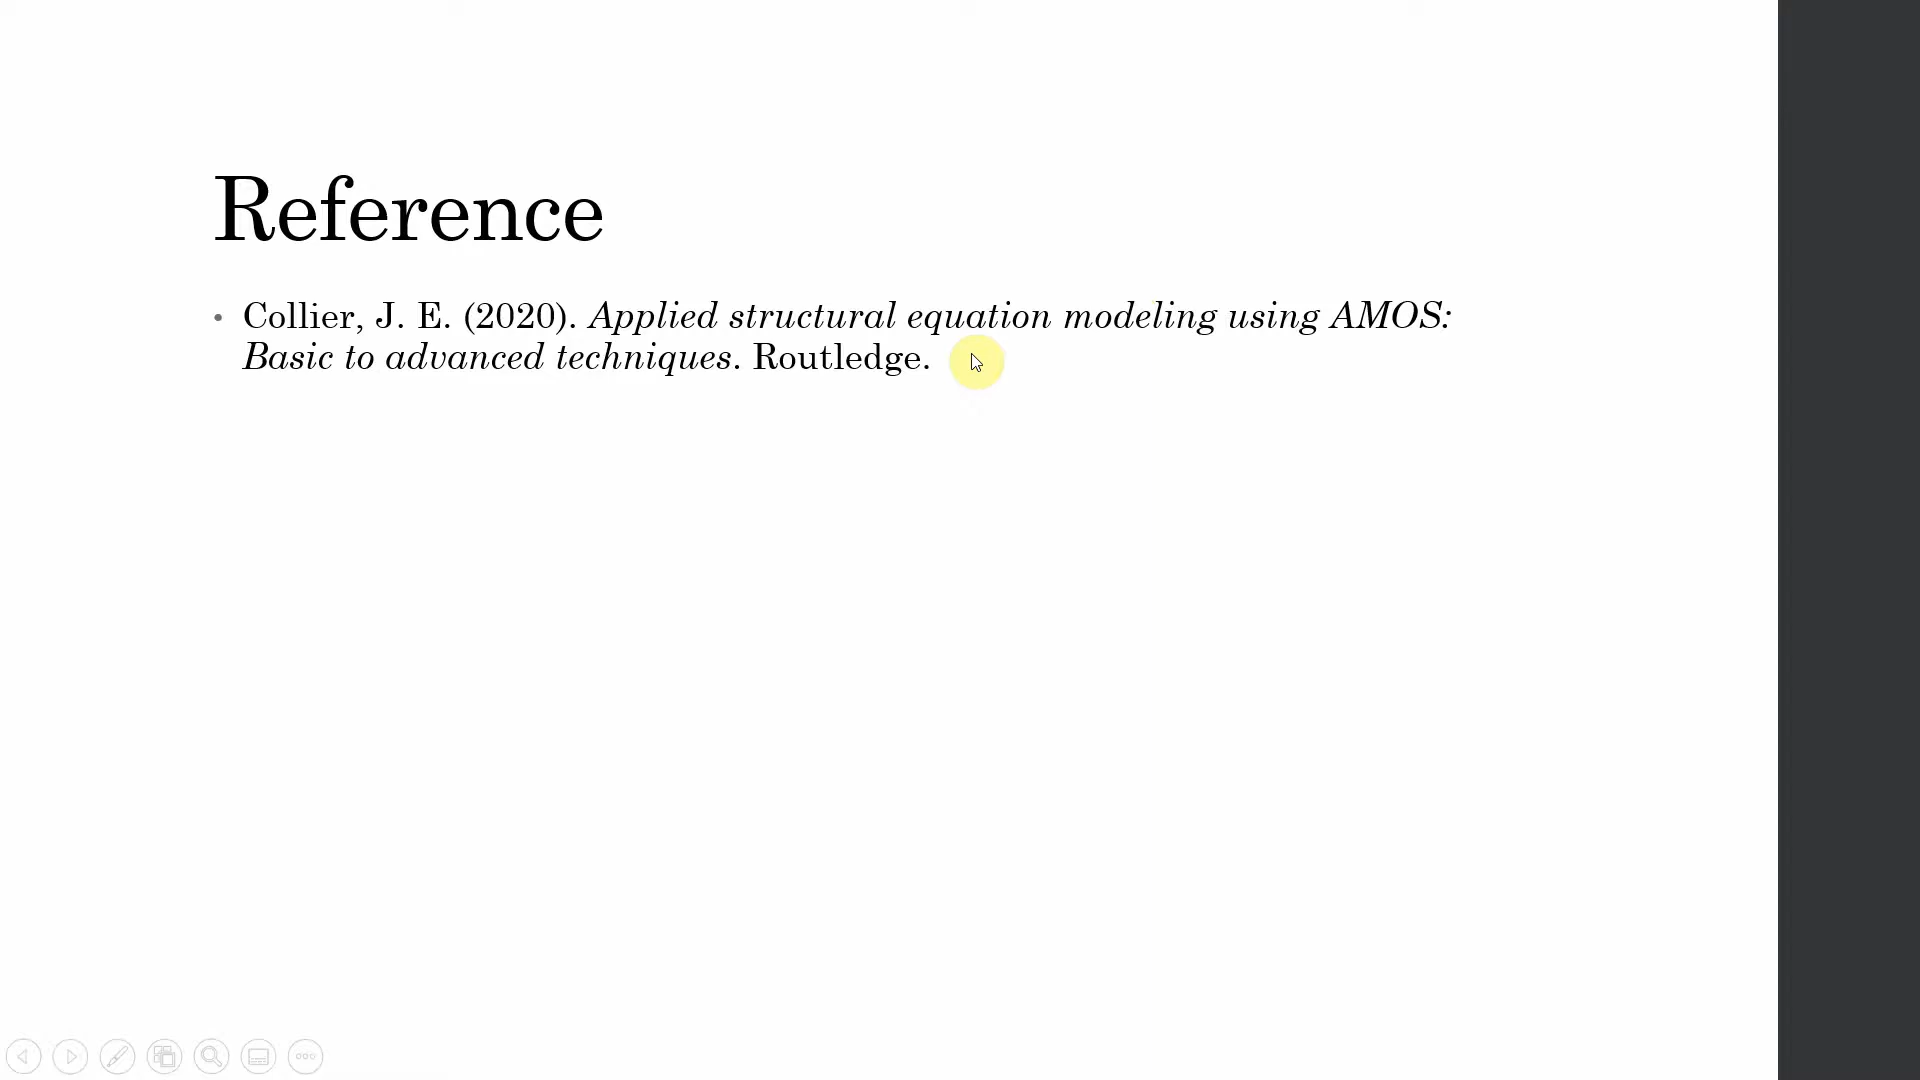 Reference
• Collier, J. E. (2020). Applied structural equation modeling using AMOS:
Basic to advanced techniques. Routledge.